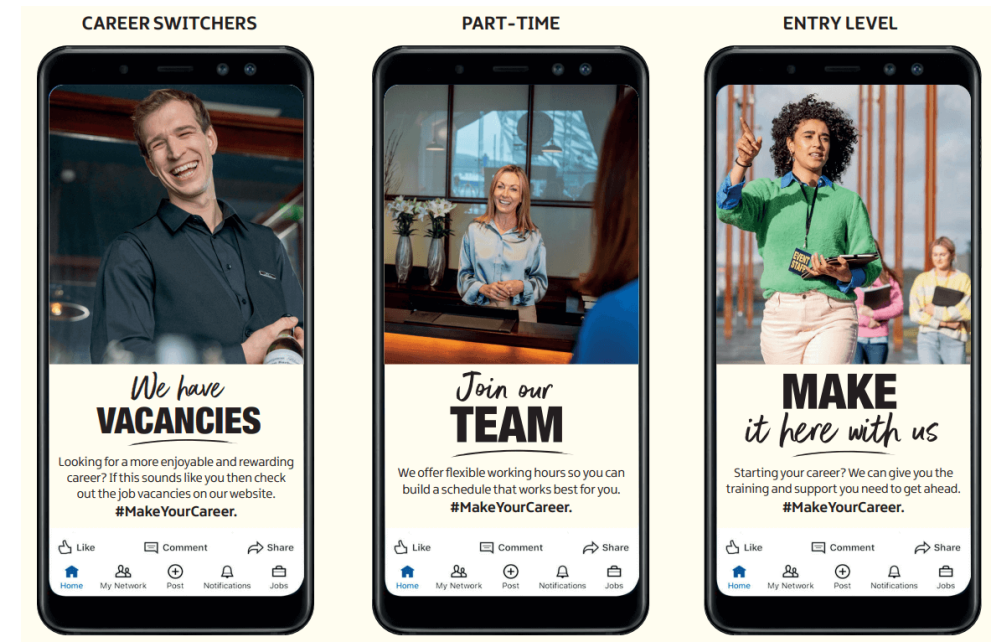 CAREER SWITCHERS
We have
VACANCIES
Looking for a more enjoyable and rewarding
career? If this sounds like you then check
out the job vacancies on our website.
#MakeYourCareer.
Like Comment Share
Home My Network Post Notifications Jobs
PART-TIME
Join our
TEAM
We offer flexible working hours so you can
build a schedule that works best for you.
#MakeYourCareer.
Like Comment Share
Home My Network Post Notifications Jobs
ENTRY LEVEL
EVENT
STAFF
MAKE
it here with us
Starting your career? We can give you the
training and support you need to get ahead.
#MakeYourCareer.
Like Comment Share
Home My Network Post Notifications Jobs